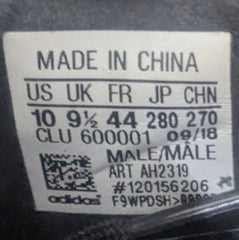 MADE IN CHINA
US UK FR JP CHN
10 9½ 44 280 270
CLU 600001 09/18
MALE/MÂLE
ART AH2319
#120156206
adidas